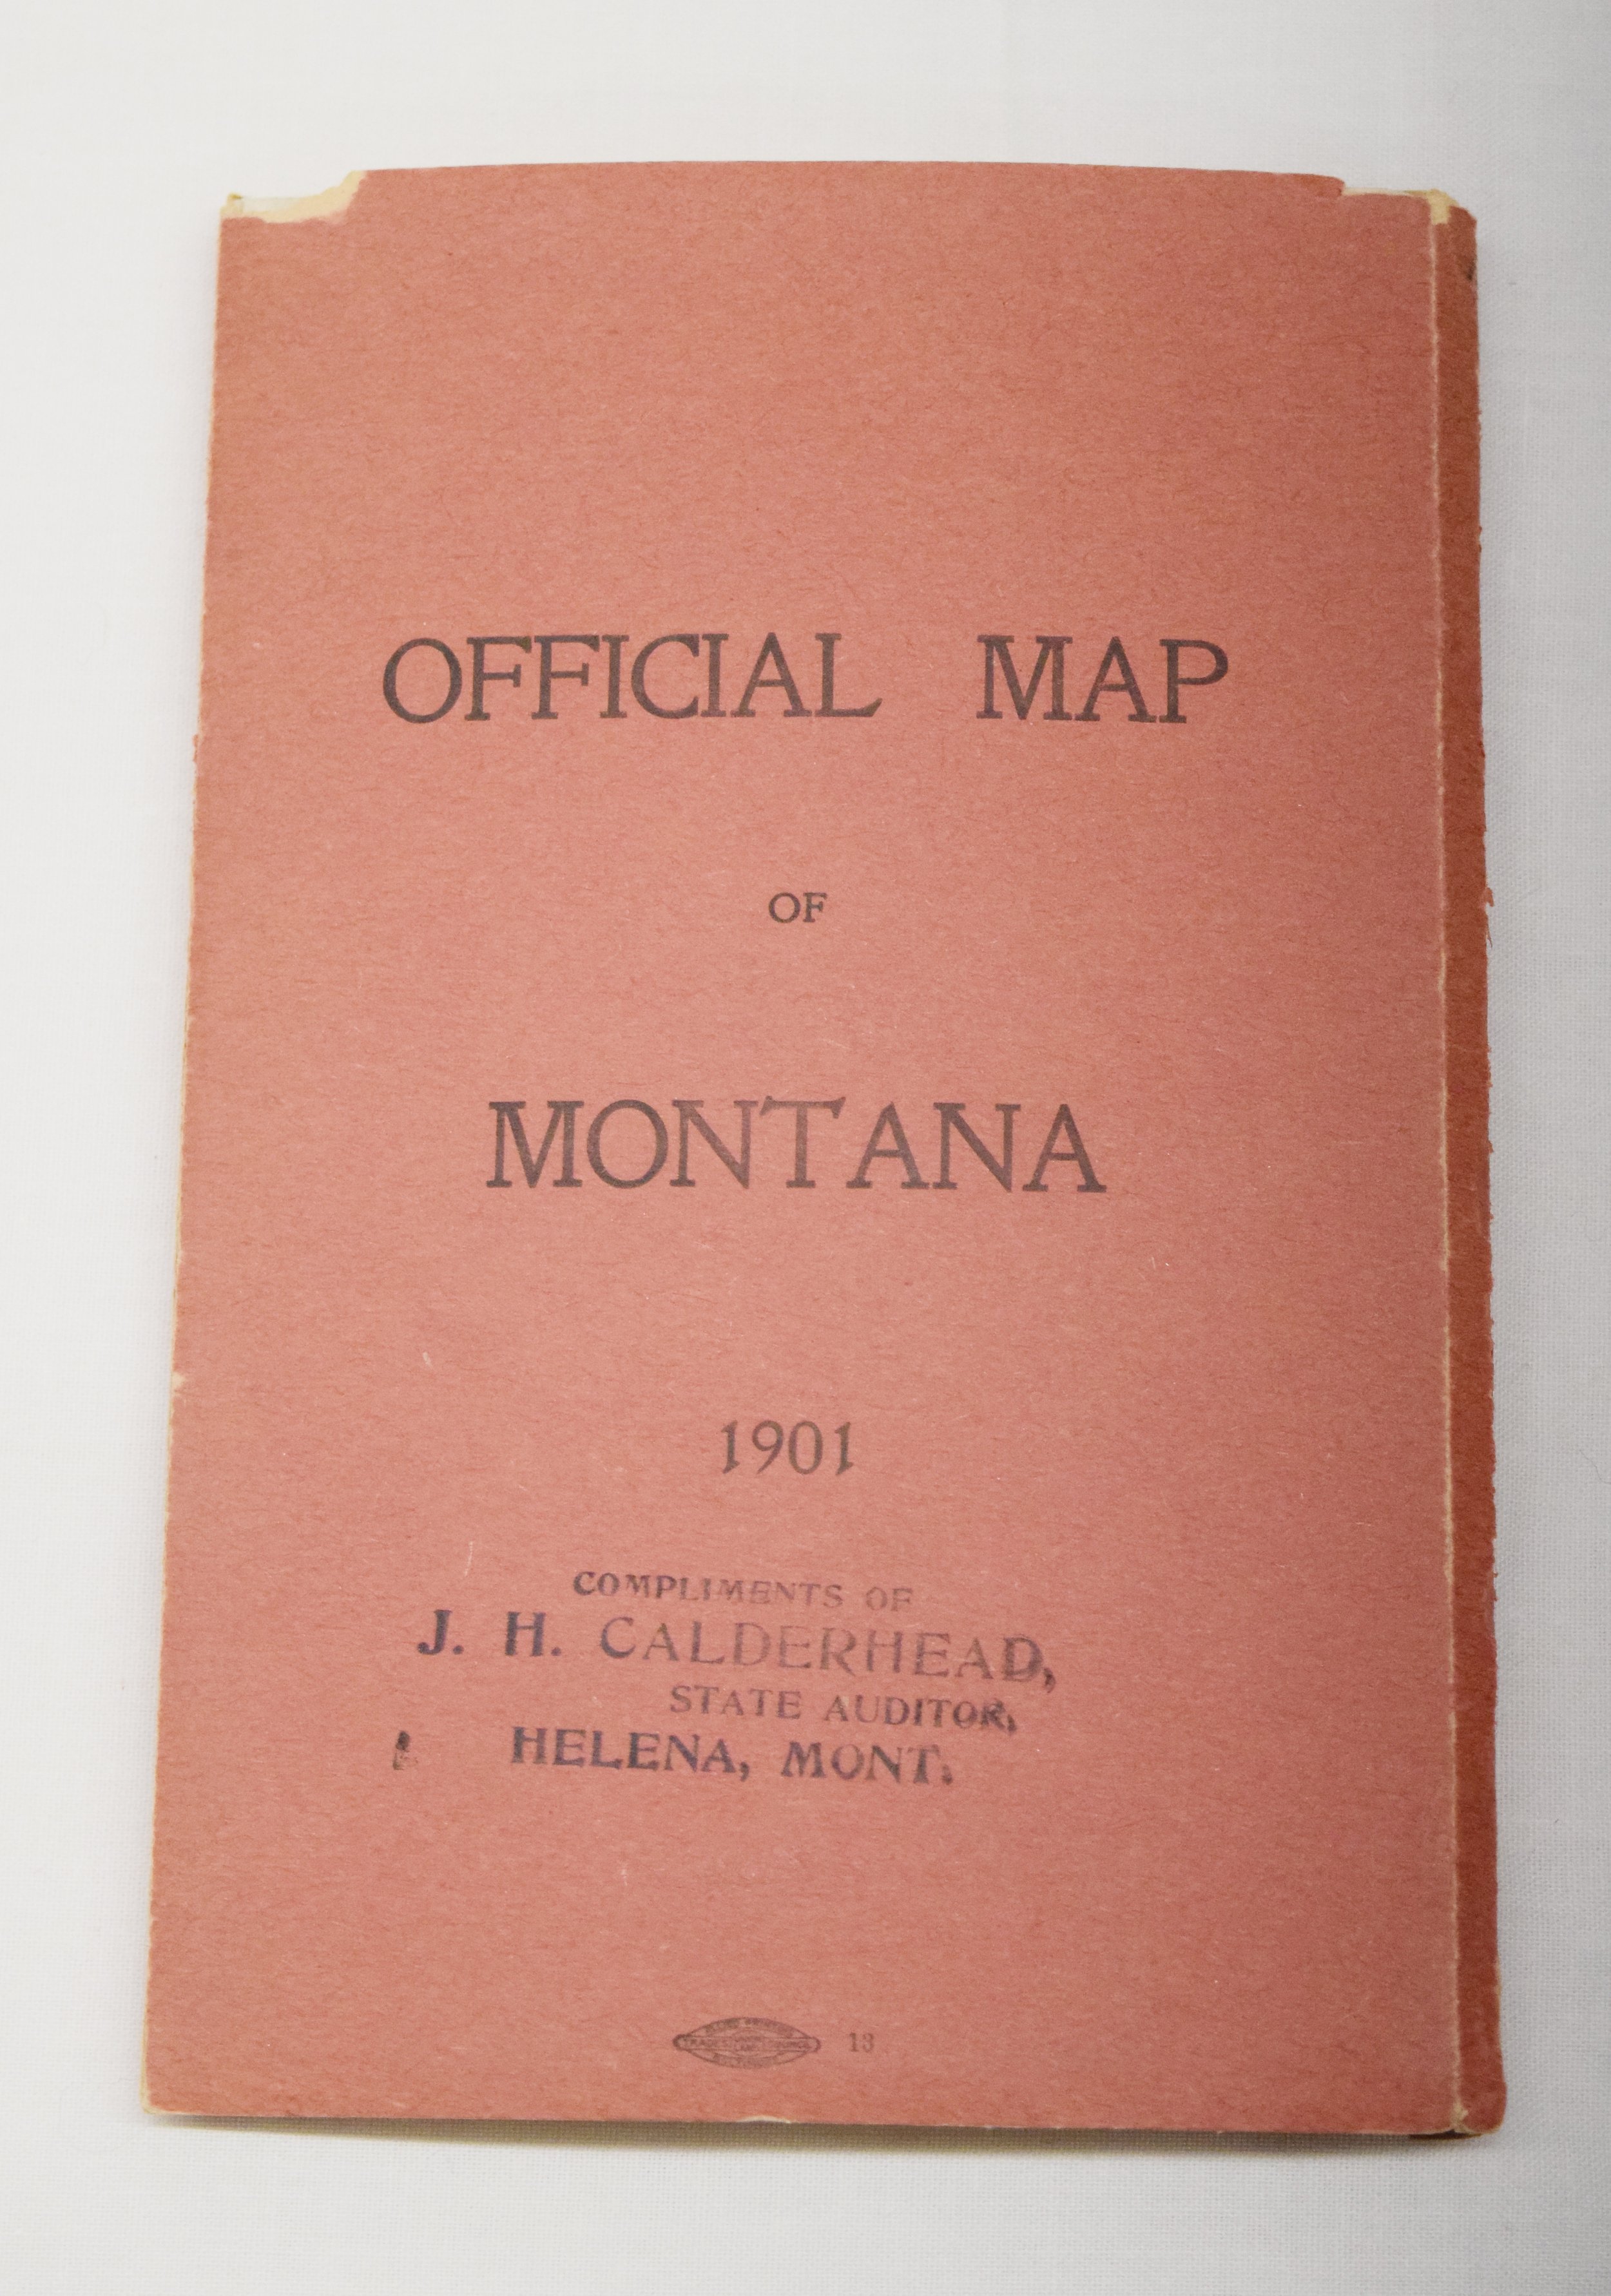 OFFICIAL MAP
OF
MONTANA
1901
COMPLIMENTS OF
J. H. CALDERHEAD,
STATE AUDITOR,
HELENA, MONT.
13